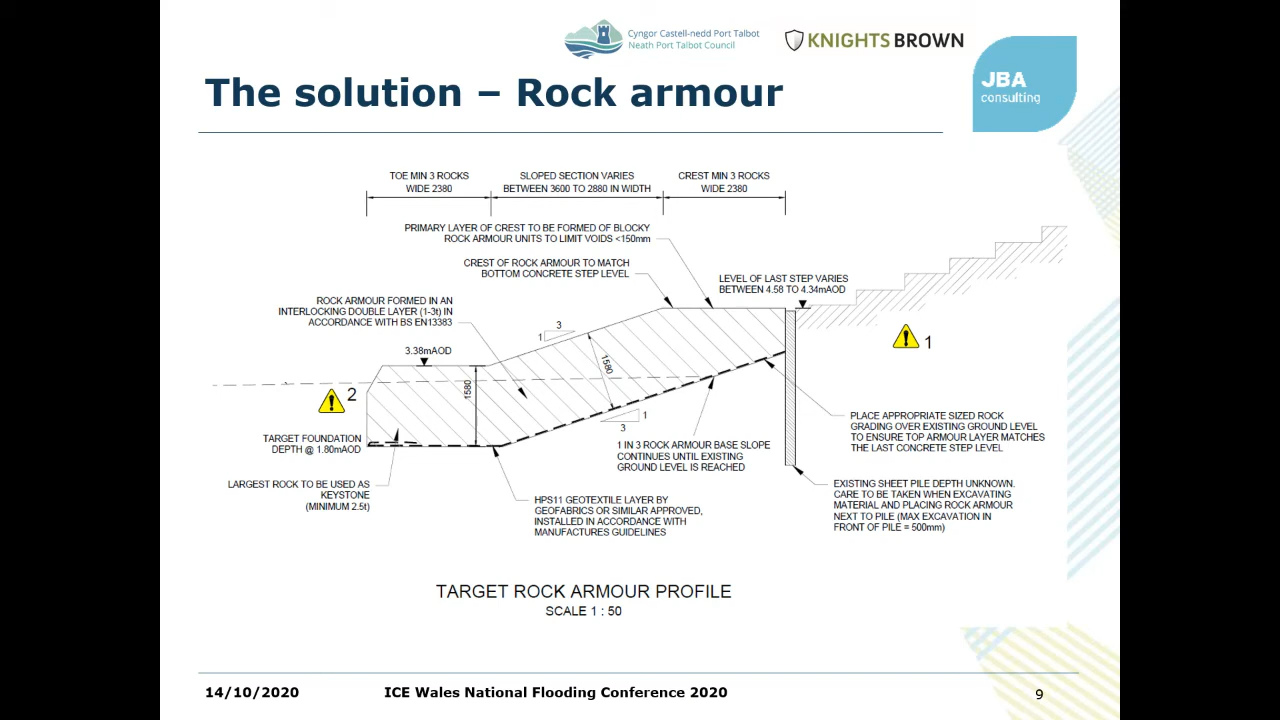 Cyngor Castell-nedd Port Talbot
Neath Port Talbot Council
KNIGHTS BROWN
JBA
consulting
The solution – Rock armour
TOE MIN 3 ROCKS
WIDE 2380
SLOPED SECTION VARIES
BETWEEN 3600 TO 2880 IN WIDTH
CREST MIN 3 ROCKS
WIDE 2380
PRIMARY LAYER OF CREST TO BE FORMED OF BLOCKY
ROCK ARMOUR UNITS TO LIMIT VOIDS <150mm
CREST OF ROCK ARMOUR TO MATCH
BOTTOM CONCRETE STEP LEVEL
LEVEL OF LAST STEP VARIES
BETWEEN 4.58 TO 4.34mAOD
ROCK ARMOUR FORMED IN AN
INTERLOCKING DOUBLE LAYER (1-3t) IN
ACCORDANCE WITH BS EN13383
3
1
3.38mAOD
1580
1580
1
2
1
3
TARGET FOUNDATION
DEPTH @ 1.80mAOD
1 IN 3 ROCK ARMOUR BASE SLOPE
CONTINUES UNTIL EXISTING
GROUND LEVEL IS REACHED
PLACE APPROPRIATE SIZED ROCK
GRADING OVER EXISTING GROUND LEVEL
TO ENSURE TOP ARMOUR LAYER MATCHES
THE LAST CONCRETE STEP LEVEL
LARGEST ROCK TO BE USED AS
KEYSTONE
(MINIMUM 2.5t)
HPS11 GEOTEXTILE LAYER BY
GEOFABRICS OR SIMILAR APPROVED,
INSTALLED IN ACCORDANCE WITH
MANUFACTURES GUIDELINES
EXISTING SHEET PILE DEPTH UNKNOWN.
CARE TO BE TAKEN WHEN EXCAVATING
MATERIAL AND PLACING ROCK ARMOUR
NEXT TO PILE (MAX EXCAVATION IN
FRONT OF PILE = 500mm)
TARGET ROCK ARMOUR PROFILE
SCALE 1 : 50
14/10/2020
ICE Wales National Flooding Conference 2020
9